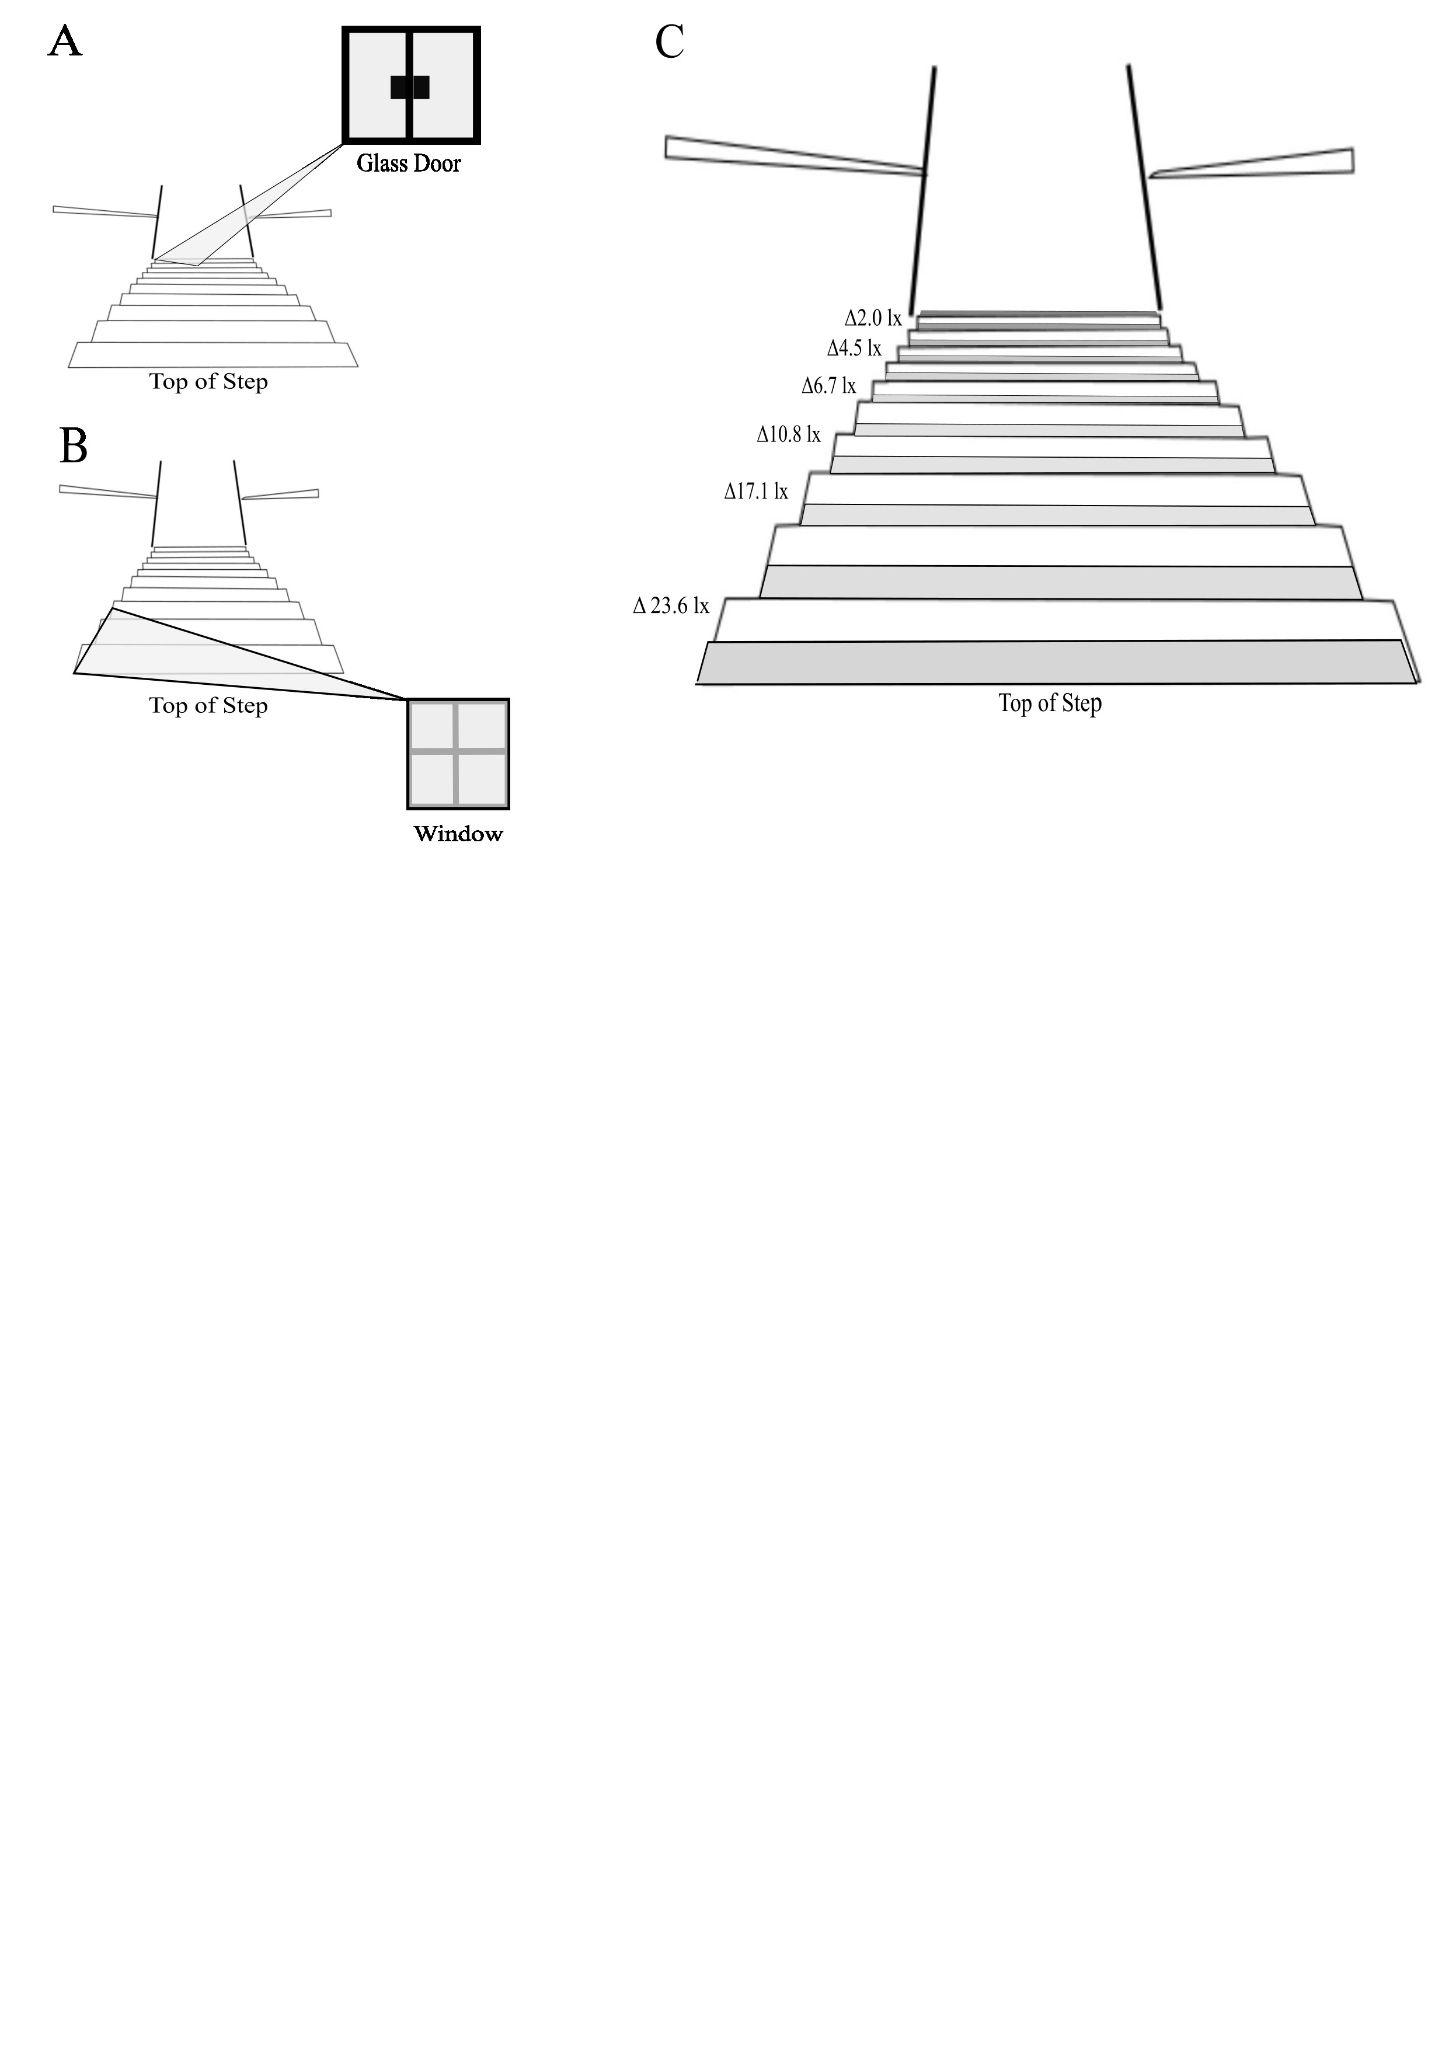 A
Glass Door
Top of Step
B
Top of Step
Window
C
Δ2.0 lx
Δ4.5 lx
Δ6.7 lx
Δ10.8 lx
Δ17.1 lx
Δ 23.6 lx
Top of Step